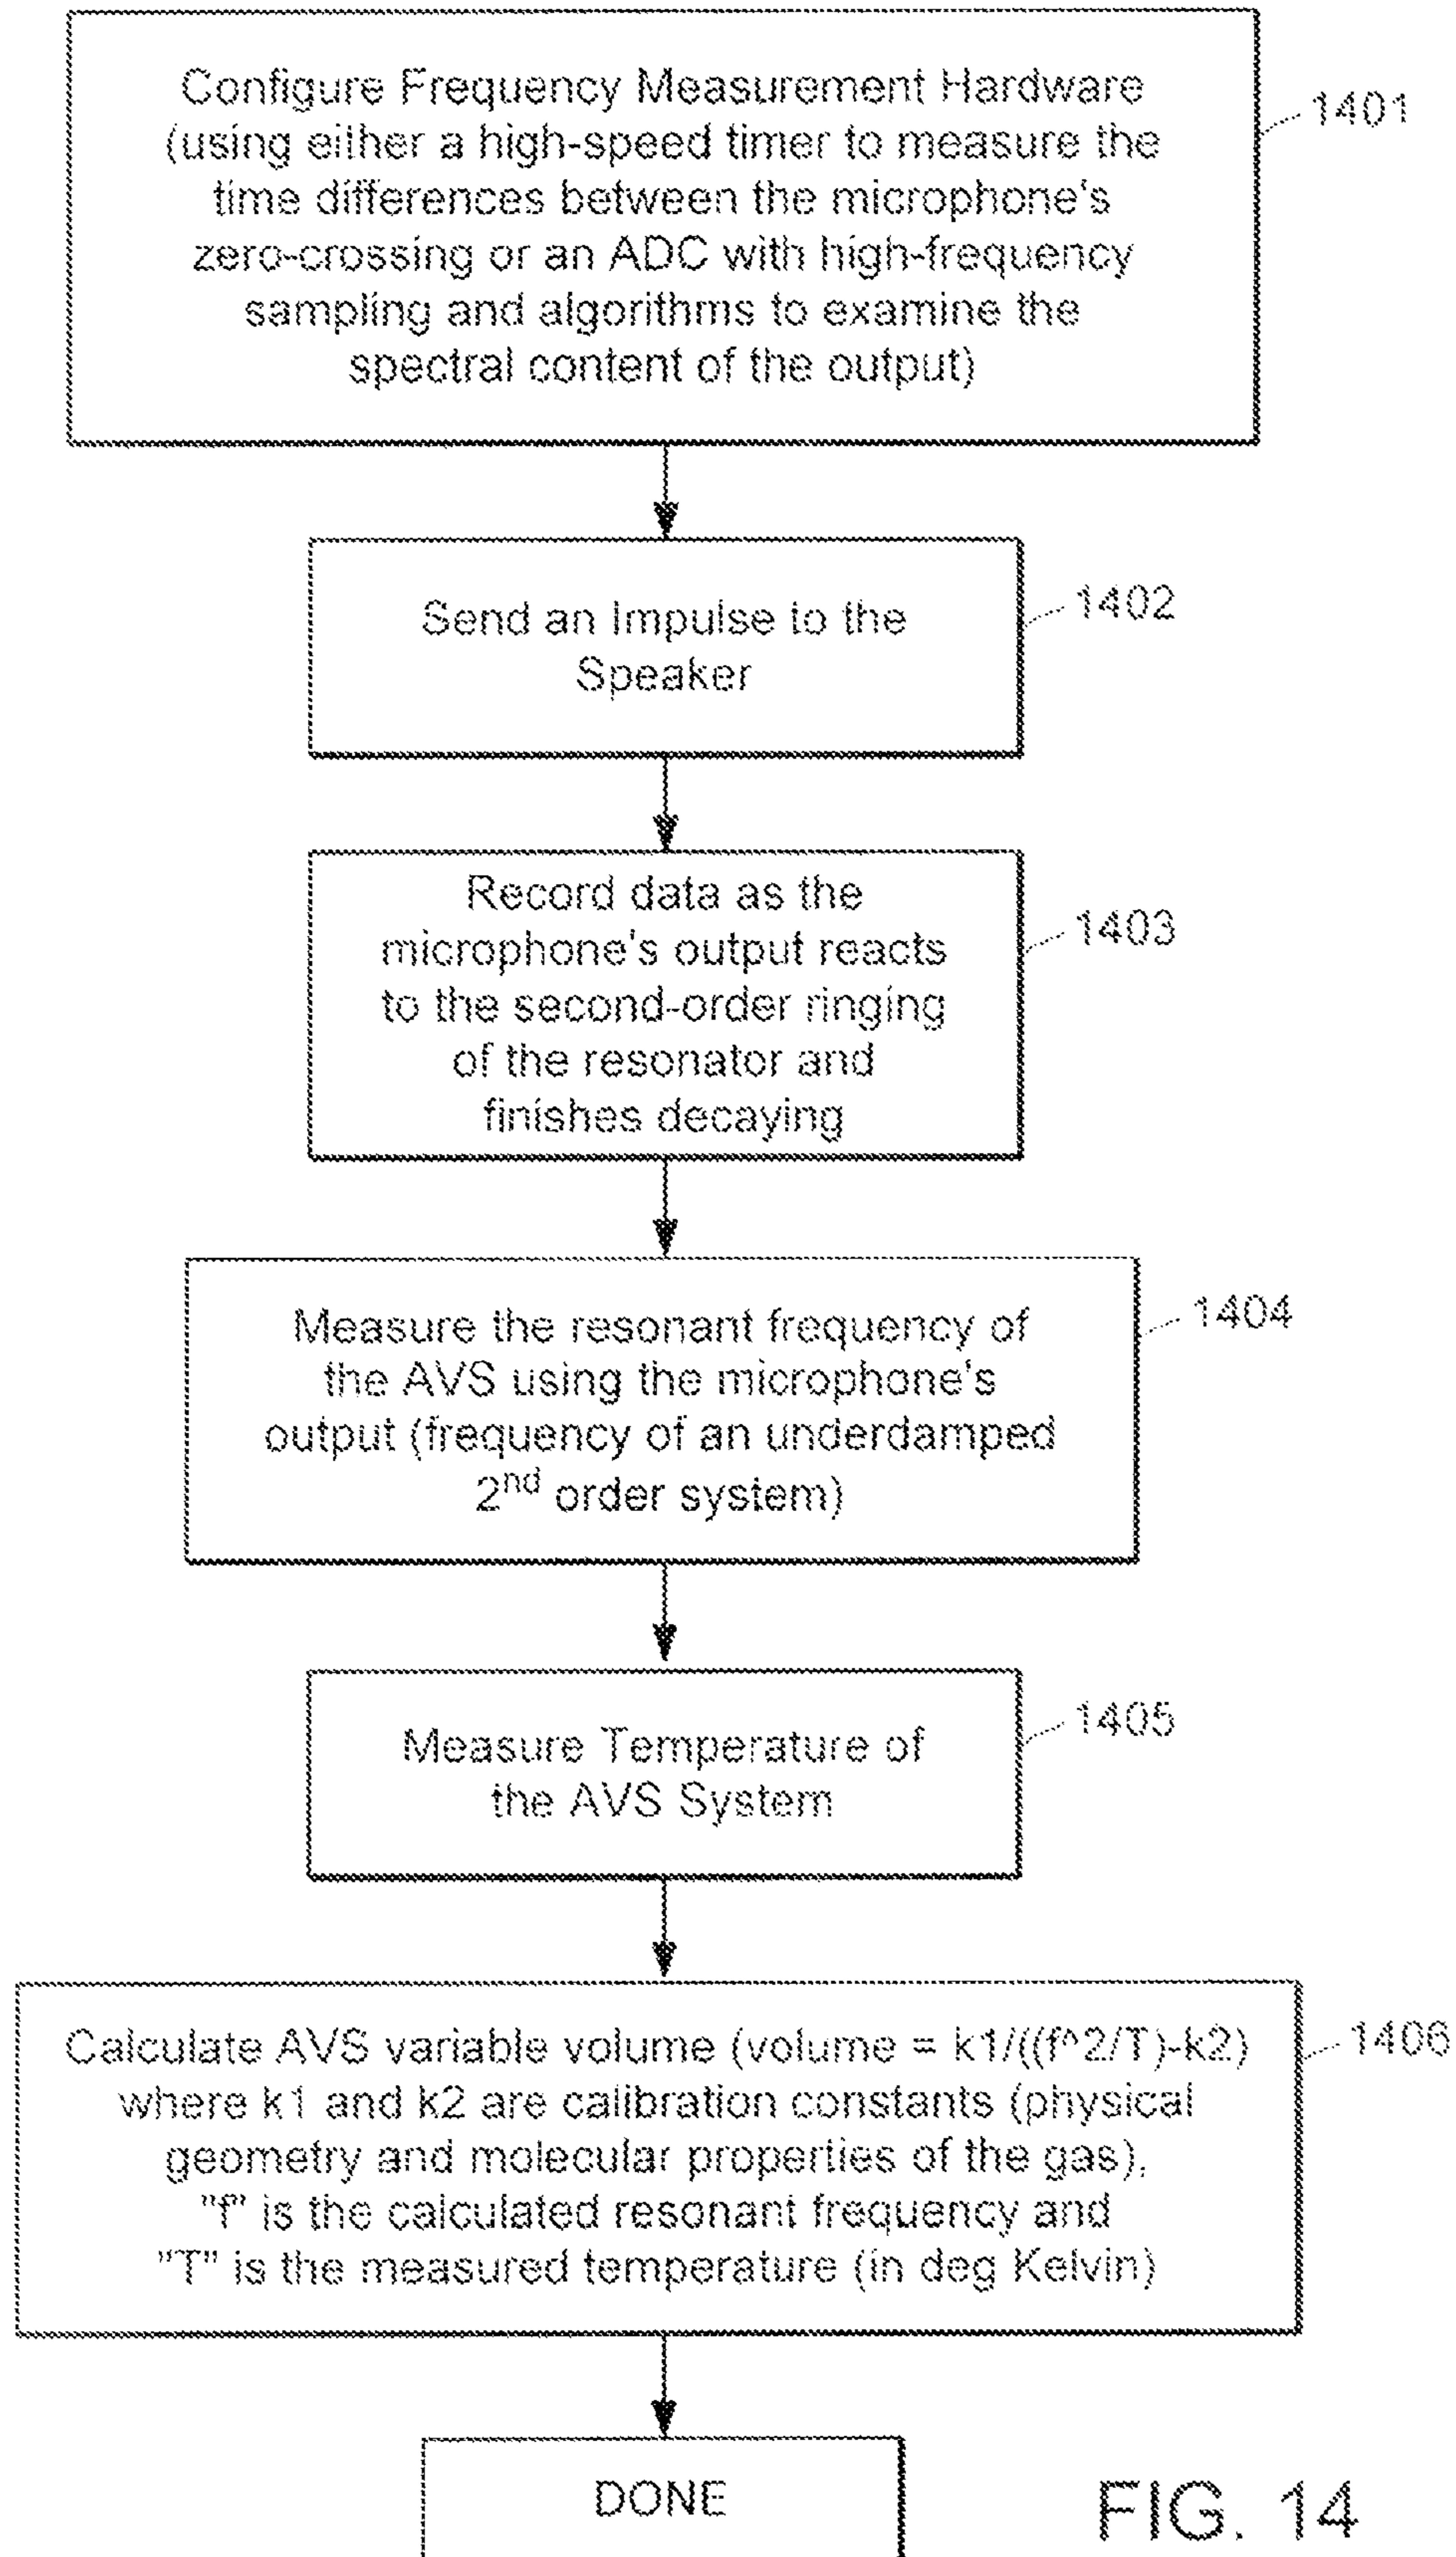 Configure Frequency Measurement Hardware
(using either a high-speed timer to measure the
time differences between the microphone's
zero-crossing or an ADC with high-frequency
sampling and algorithms to examine the
spectral content of the output)
1401
Send an Impulse to the
Speaker
1402
Record data as the
microphone's output reacts
to the second-order ringing
of the resonator and
finishes decaying
1403
Measure the resonant frequency of
the AVS using the microphone's
output (frequency of an underdamped
2nd order system)
1404
Measure Temperature of
the AVS System
1405
Calculate AVS variable volume (volume = k1/((f^2/T)-k2)
where k1 and k2 are calibration constants (physical
geometry and molecular properties of the gas),
"f" is the calculated resonant frequency and
"T" is the measured temperature (in deg Kelvin)
1406
DONE
FIG. 14